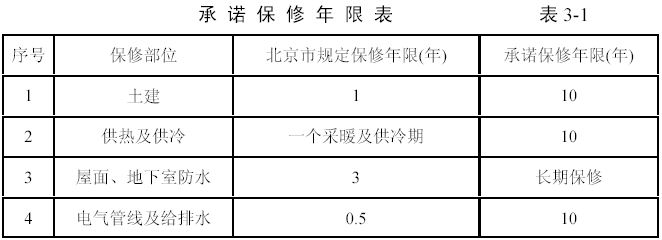 承诺保修年限表 表3-1
序号 保修部位 北京市规定保修年限(年) 承诺保修年限(年)
1 土建 1 10
2 供热及供冷 一个采暖及供冷期 10
3 屋面、地下室防水 3 长期保修
4 电气管线及给排水 0.5 10